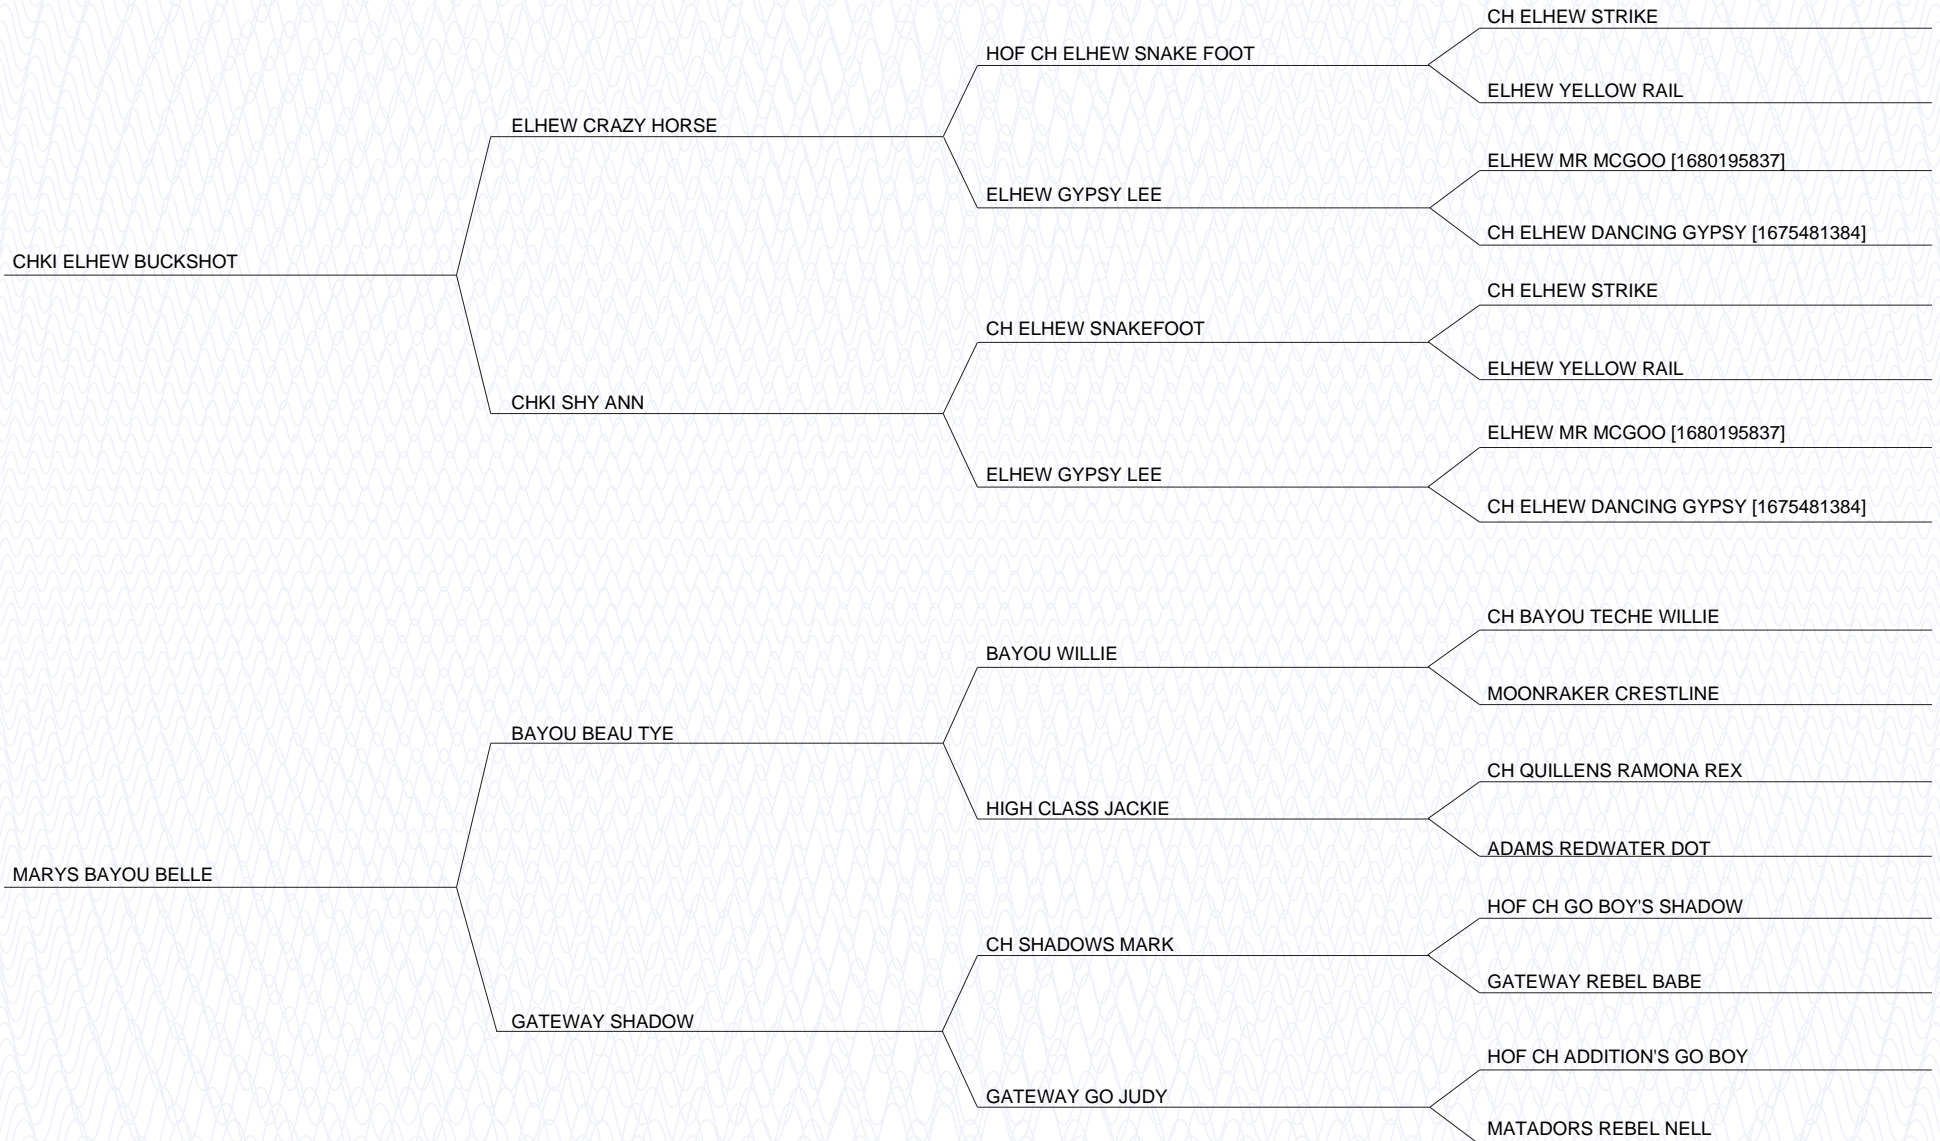 CH ELHEW STRIKE
HOF CH ELHEW SNAKE FOOT
ELHEW YELLOW RAIL
ELHEW CRAZY HORSE
ELHEW MR MCGOO [1680195837]
ELHEW GYPSY LEE
CH ELHEW DANCING GYPSY [1675481384]
CHKI ELHEW BUCKSHOT
CH ELHEW STRIKE
CH ELHEW SNAKEFOOT
ELHEW YELLOW RAIL
CHKI SHY ANN
ELHEW MR MCGOO [1680195837]
ELHEW GYPSY LEE
CH ELHEW DANCING GYPSY [1675481384]
CH BAYOU TECHE WILLIE
BAYOU WILLIE
MOONRAKER CRESTLINE
BAYOU BEAU TYE
CH QUILLENS RAMONA REX
HIGH CLASS JACKIE
ADAMS REDWATER DOT
MARYS BAYOU BELLE
HOF CH GO BOY'S SHADOW
CH SHADOWS MARK
GATEWAY REBEL BABE
GATEWAY SHADOW
HOF CH ADDITION'S GO BOY
GATEWAY GO JUDY
MATADORS REBEL NELL